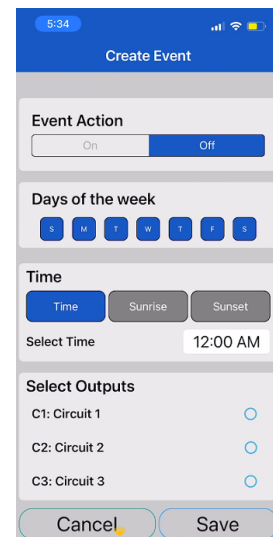 5:34
Create Event
Event Action
On Off
Days of the week
S M T W T F S
Time
Time Sunrise Sunset
Select Time 12:00 AM
Select Outputs
C1: Circuit 1
C2: Circuit 2
C3: Circuit 3
Cancel Save